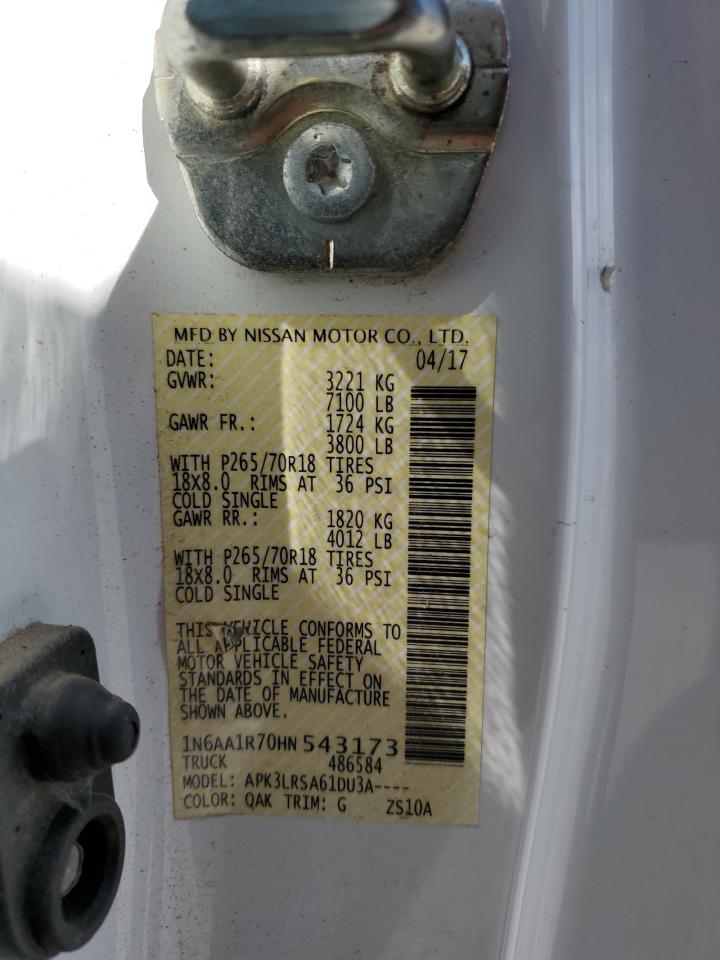 MFD BY NISSAN MOTOR CO., LTD.
DATE: 04/17
GVWR: 3221 KG
7100 LB
GAWR FR.: 1724 KG
3800 LB
WITH P265/70R18 TIRES
18X8.0 RIMS AT 36 PSI
COLD SINGLE
GAWR RR.: 1820 KG
4012 LB
WITH P265/70R18 TIRES
18X8.0 RIMS AT 36 PSI
COLD SINGLE
THIS VEHICLE CONFORMS TO
ALL APPLICABLE FEDERAL
MOTOR VEHICLE SAFETY
STANDARDS IN EFFECT ON
THE DATE OF MANUFACTURE
SHOWN ABOVE.
1N6AA1R70HN 543173
TRUCK 486584
MODEL: APK3LRSA61DU3A----
COLOR: QAK TRIM: G ZS10A